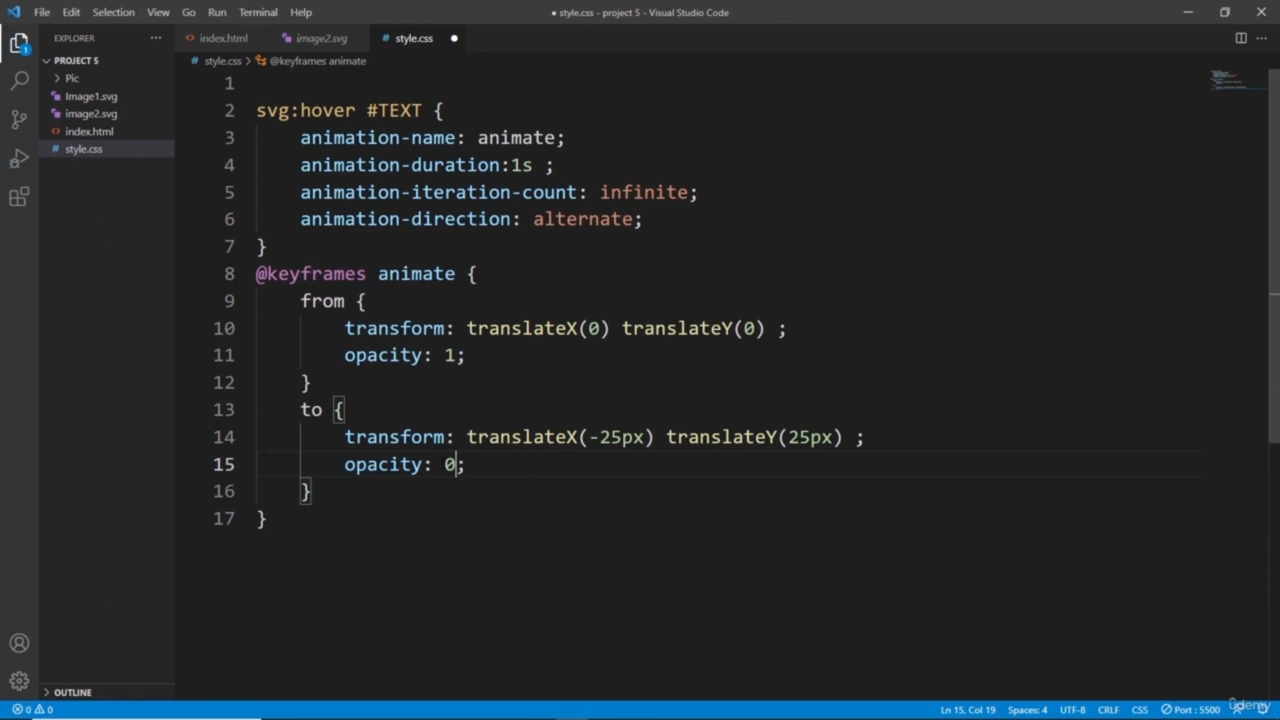 File Edit Selection View Go Run Terminal Help
● style.css - project 5 - Visual Studio Code
EXPLORER
index.html
image2.svg
style.css
1
PROJECT 5
style.css > @keyframes animate
Pic
Image1.svg
image2.svg
index.html
style.css
1
2 svg:hover #TEXT {
3 animation-name: animate;
4 animation-duration:1s ;
5 animation-iteration-count: infinite;
6 animation-direction: alternate;
7 }
8 @keyframes animate {
9 from {
10 transform: translateX(0) translateY(0) ;
11 opacity: 1;
12 }
13 to {
14 transform: translateX(-25px) translateY(25px) ;
15 opacity: 0;
16 }
17 }
OUTLINE
0 0
Ln 15, Col 19 Spaces: 4 UTF-8 CRLF CSS Port : 5500
udemy